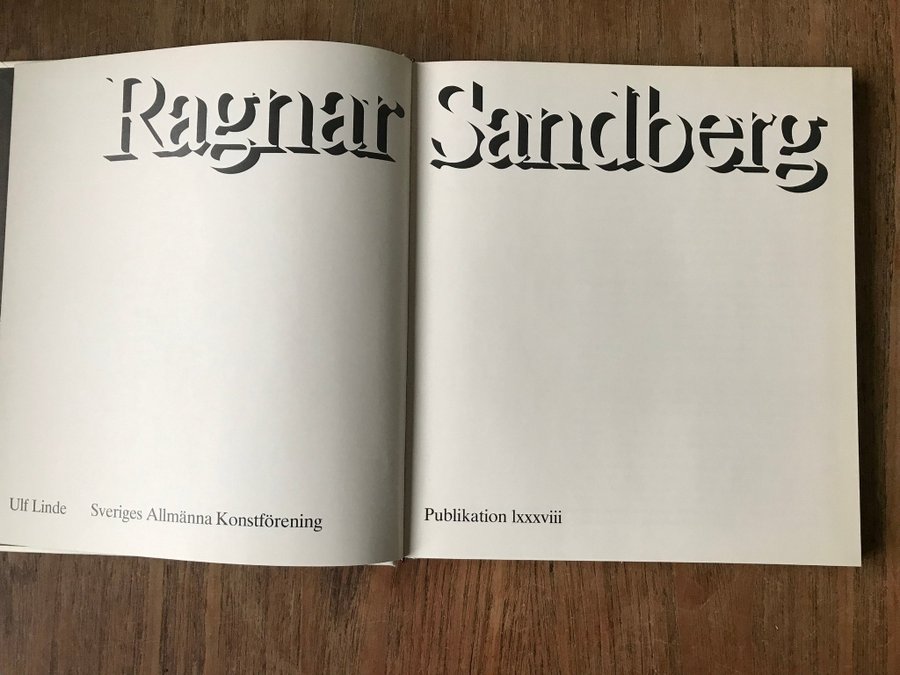 Ragnar Sandberg
Ulf Linde Sveriges Allmänna Konstförening Publikation lxxxviii